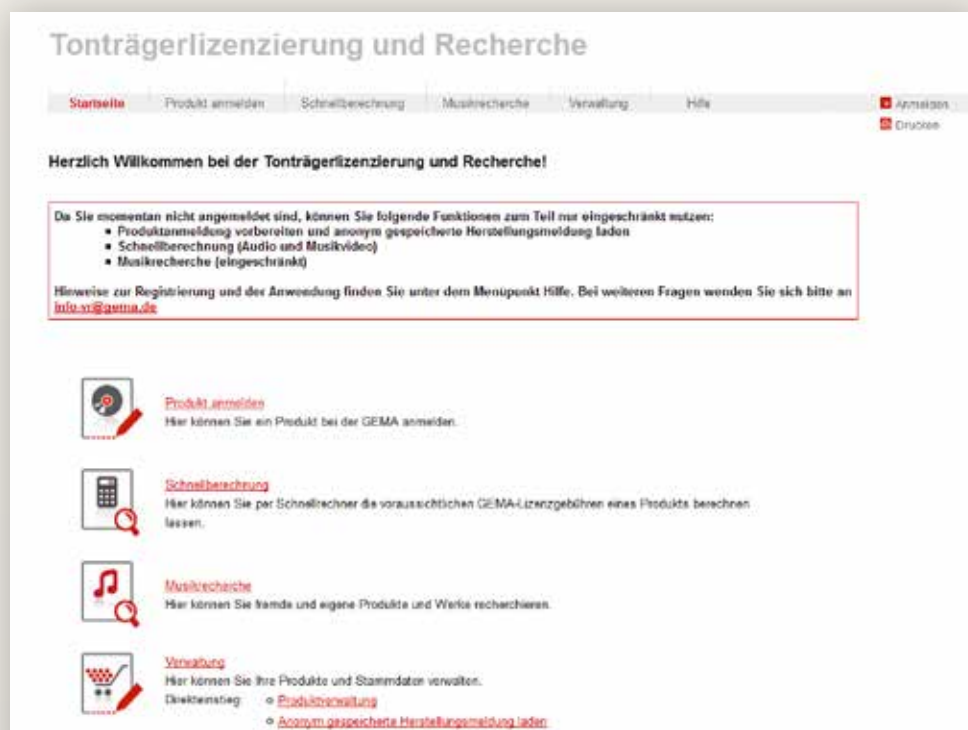 Tonträgerlizenzierung und Recherche
Startseite Produkt anmelden Schnellberechnung Musikrecherche Verwaltung Hilfe Anmelden
Drucken
Herzlich Willkommen bei der Tonträgerlizenzierung und Recherche!
Da Sie momentan nicht angemeldet sind, können Sie folgende Funktionen zum Teil nur eingeschränkt nutzen:
Produktanmeldung vorbereiten und anonym gespeicherte Herstellungsmeldung laden
Schnellberechnung (Audio und Musikvideo)
Musikrecherche (eingeschränkt)
Hinweise zur Registrierung und der Anwendung finden Sie unter dem Menüpunkt Hilfe. Bei weiteren Fragen wenden Sie sich bitte an
info-vr@gema.de
Produkt anmelden
Hier können Sie ein Produkt bei der GEMA anmelden.
Schnellberechnung
Hier können Sie per Schnellrechner die voraussichtlichen GEMA-Lizenzgebühren eines Produkts berechnen
lassen.
Musikrecherche
Hier können Sie fremde und eigene Produkte und Werke recherchieren.
Verwaltung
Hier können Sie Ihre Produkte und Stammdaten verwalten.
Direkteinstieg: Produktverwaltung
Anonym gespeicherte Herstellungsmeldung laden